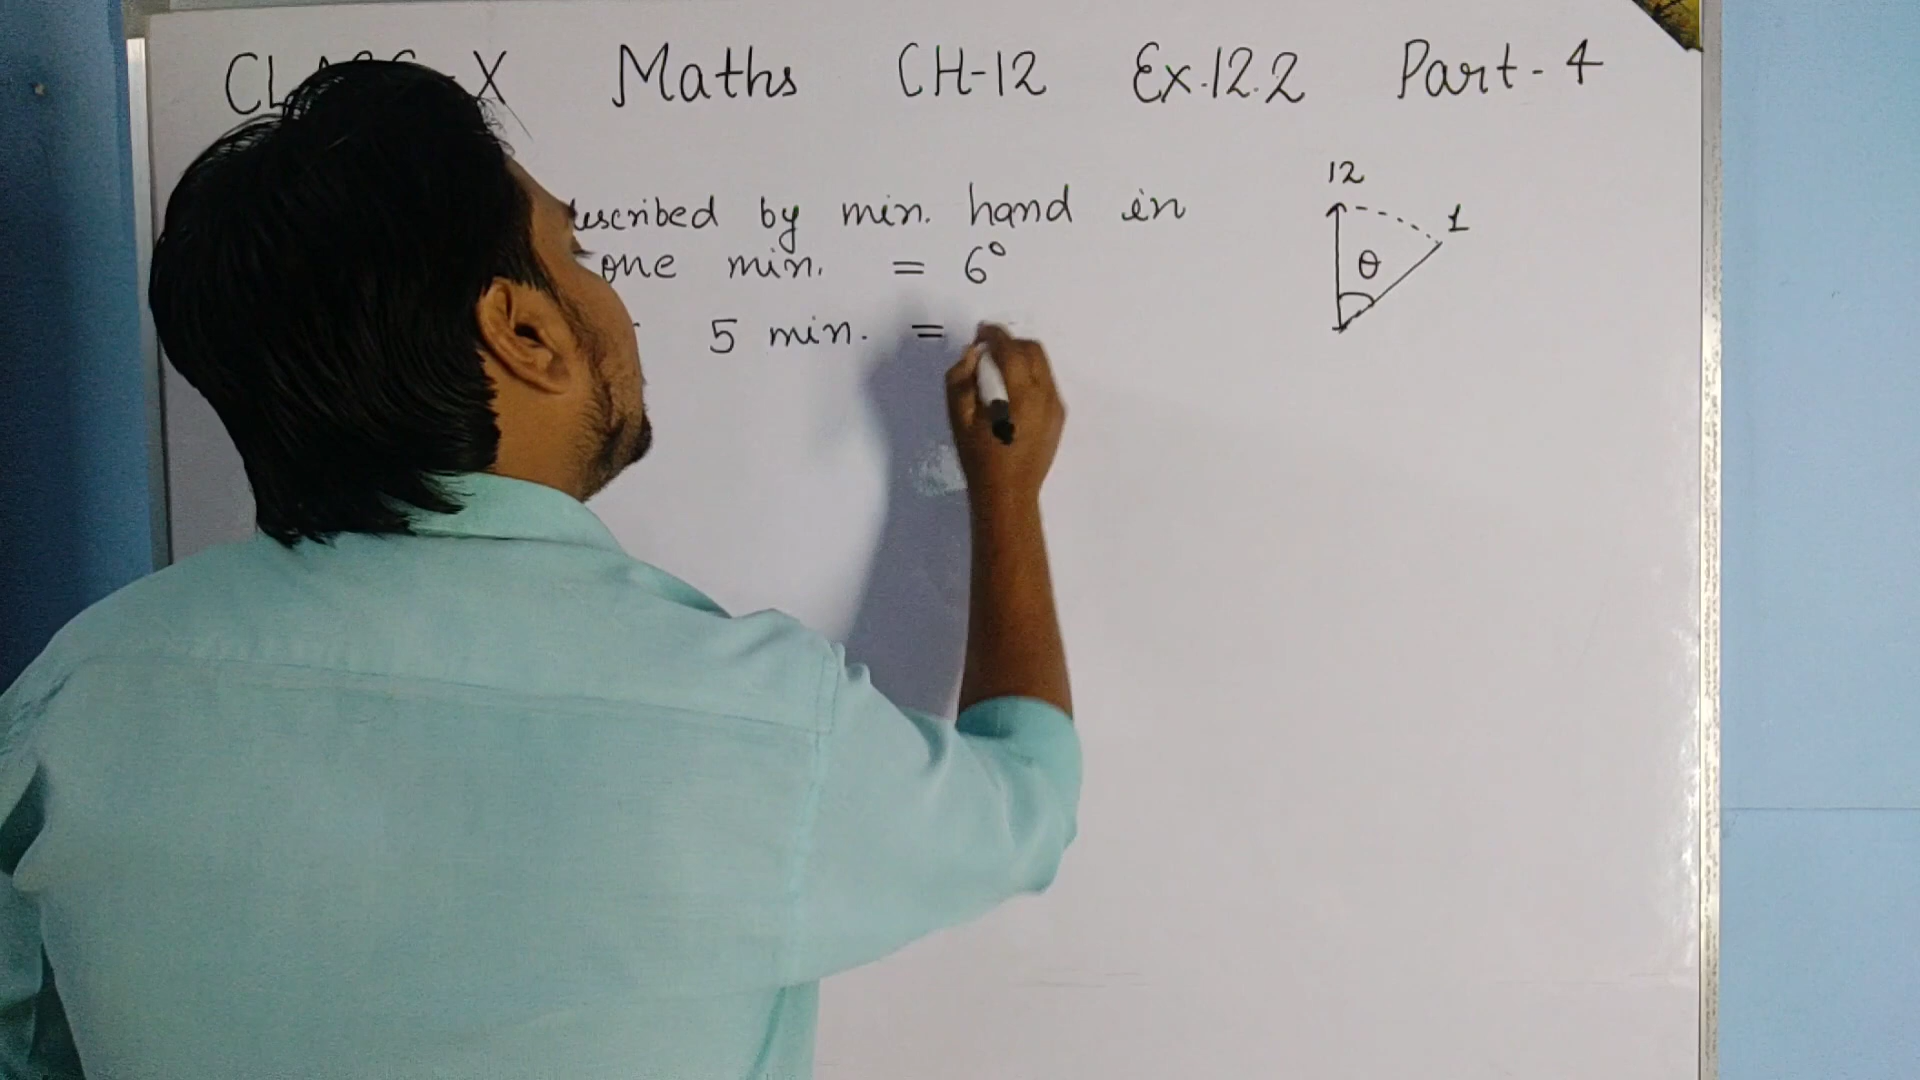 X Maths CH-12 Ex.12.2 Part-4
described by min. hand in
one min. = 6°
5 min. =
12
1
θ